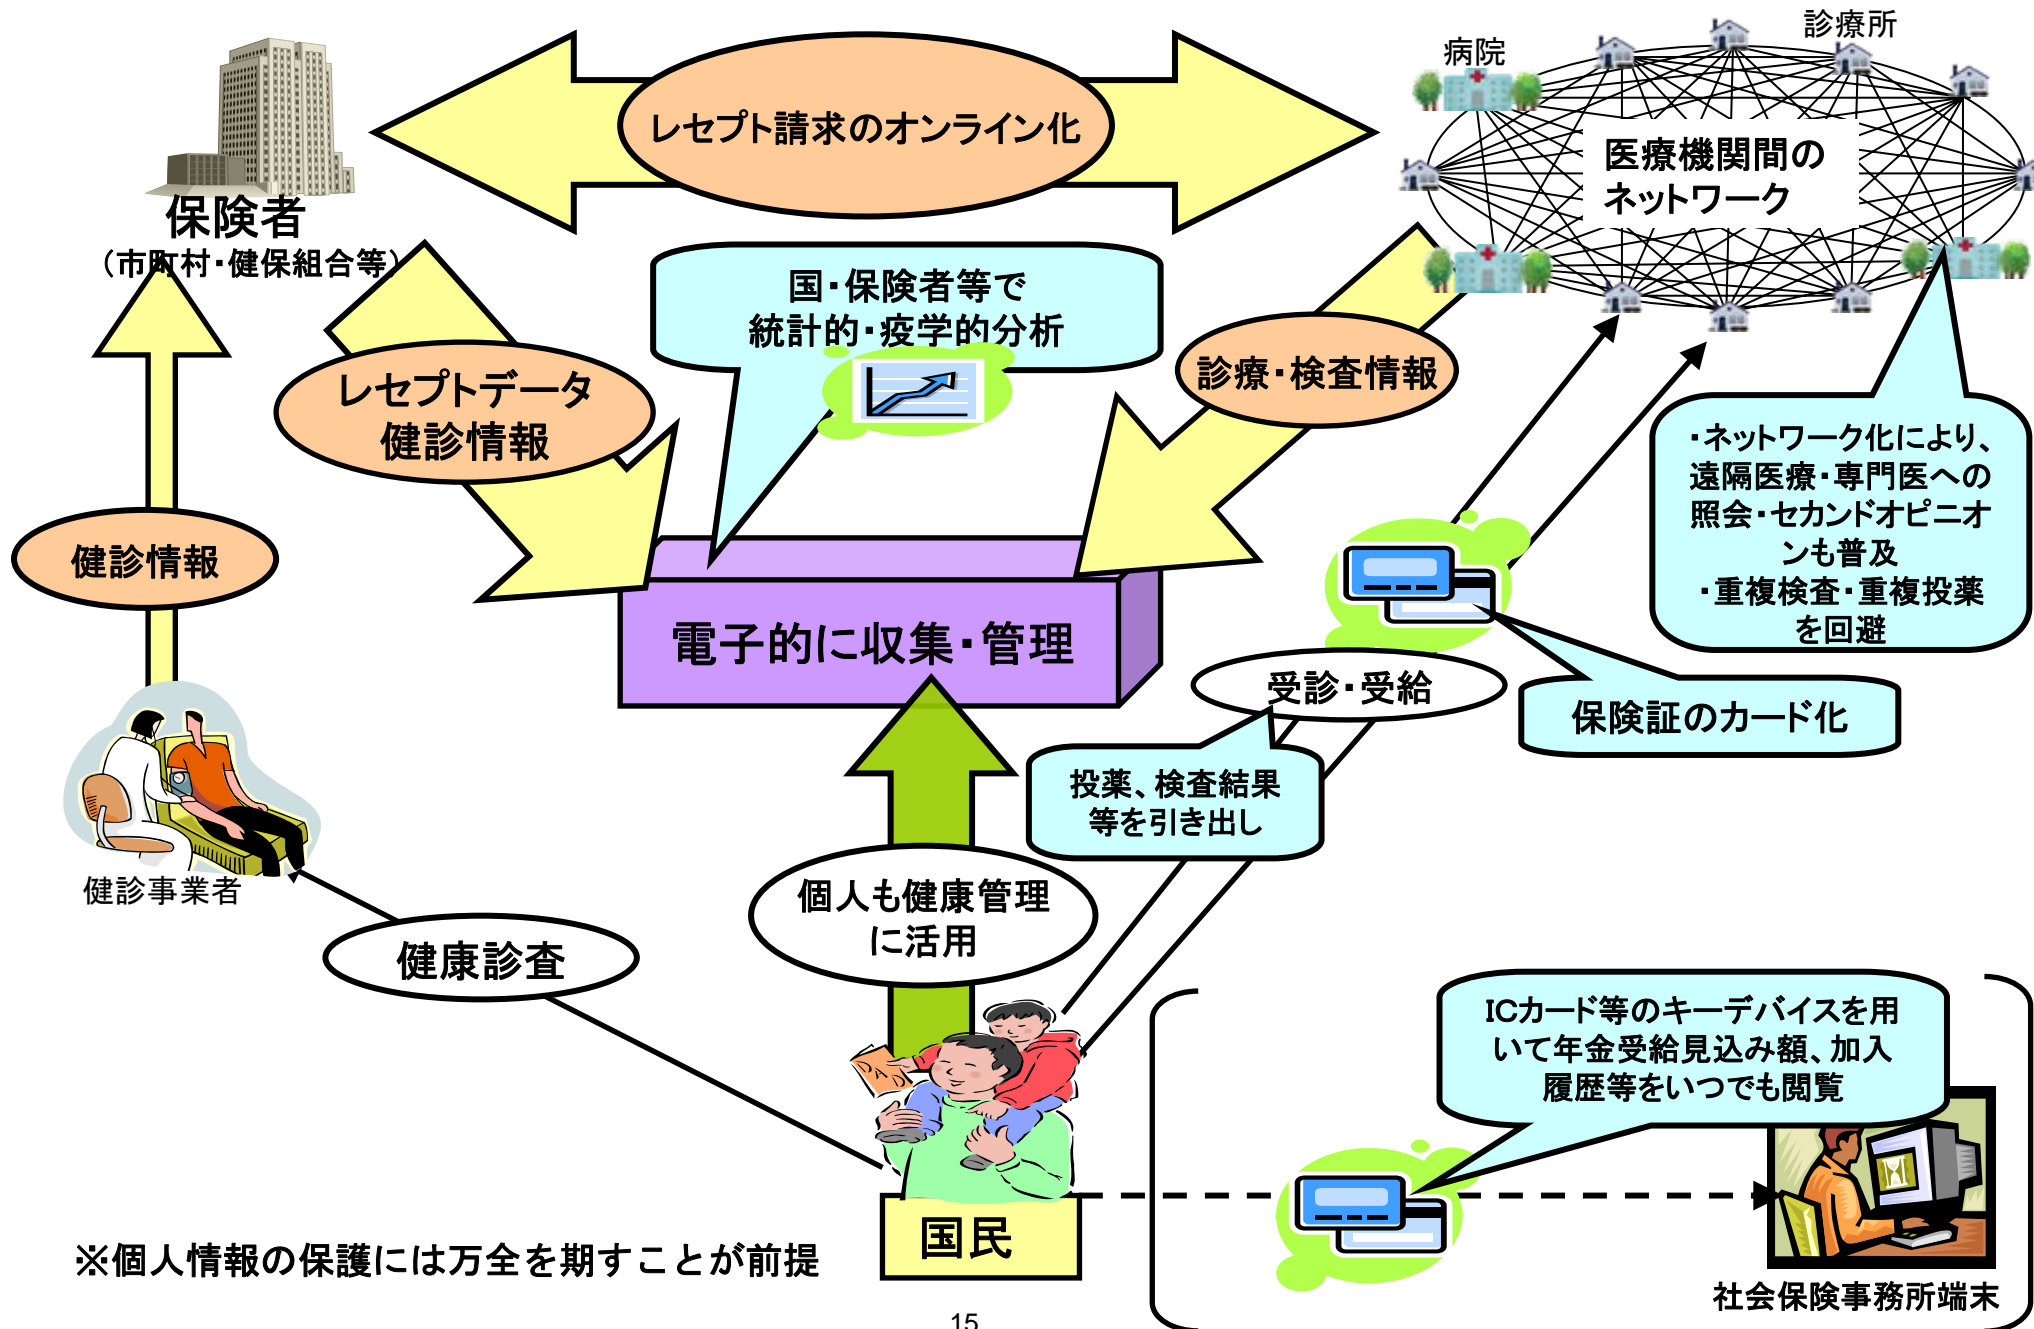 病院
診療所
レセプト請求のオンライン化
医療機関間の
ネットワーク
保険者
（市町村・健保組合等）
国・保険者等で
統計的・疫学的分析
レセプトデータ
健診情報
診療・検査情報
・ネットワーク化により、
遠隔医療・専門医への
照会・セカンドオピニオ
ンも普及
・重複検査・重複投薬
を回避
健診情報
電子的に収集・管理
受診・受給
保険証のカード化
投薬、検査結果
等を引き出し
健診事業者
個人も健康管理
に活用
健康診査
ICカード等のキーデバイスを用
いて年金受給見込み額、加入
履歴等をいつでも閲覧
DAD
国民
※個人情報の保護には万全を期すことが前提
社会保険事務所端末
15